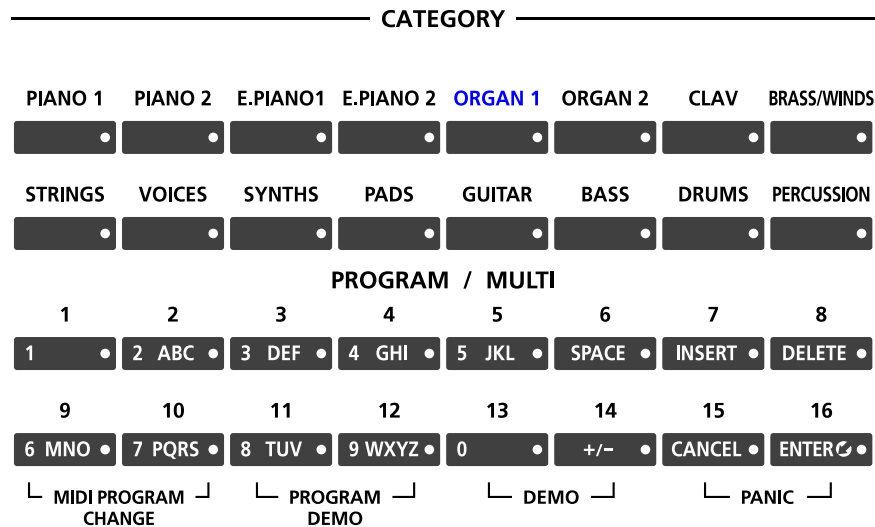 CATEGORY
PIANO 1 PIANO 2 E.PIANO1 E.PIANO 2 ORGAN 1 ORGAN 2 CLAV BRASS/WINDS
STRINGS VOICES SYNTHS PADS GUITAR BASS DRUMS PERCUSSION
PROGRAM / MULTI
1 2 3 4 5 6 7 8
1 2 ABC 3 DEF 4 GHI 5 JKL SPACE INSERT DELETE
9 10 11 12 13 14 15 16
6 MNO 7 PQRS 8 TUV 9 WXYZ 0 +/- CANCEL ENTER
MIDI PROGRAM PROGRAM DEMO PANIC
CHANGE DEMO